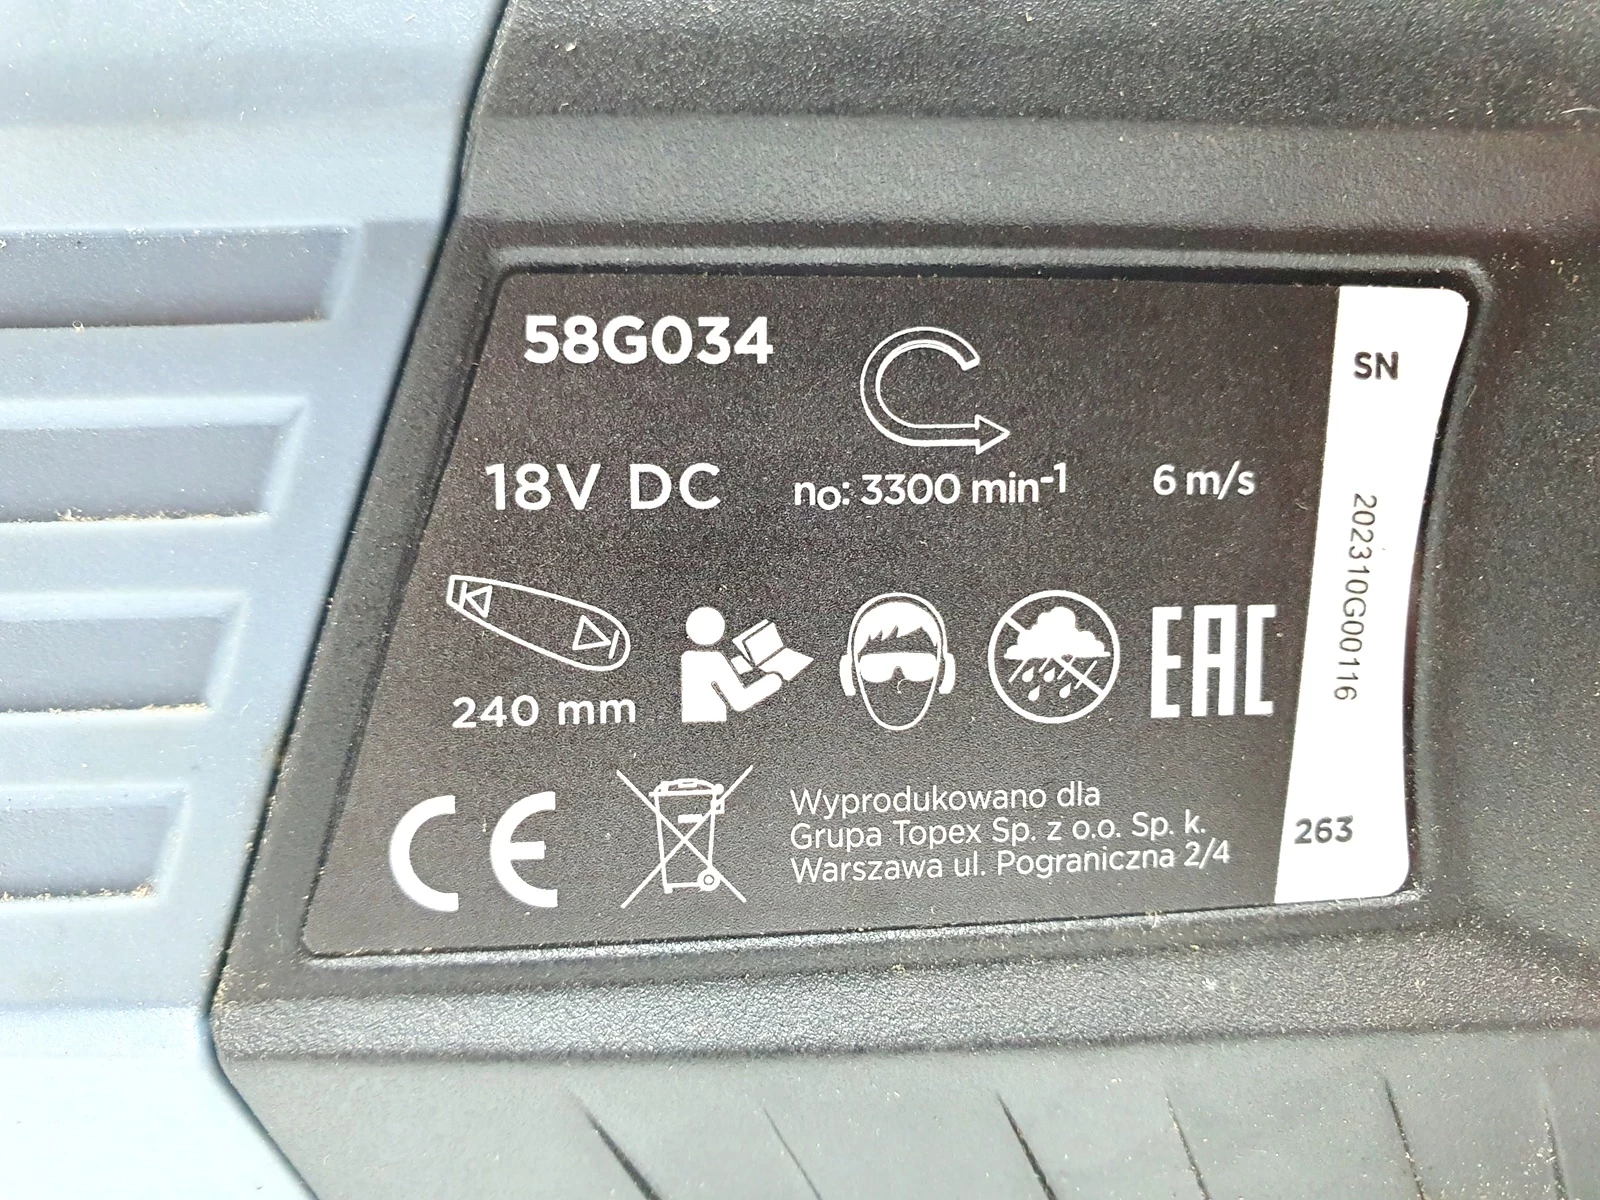 58G034
18V DC
no: 3300 min-1
6 m/s
240 mm
EAC
CE
Wyprodukowano dla
Grupa Topex Sp. z o.o. Sp. k.
Warszawa ul. Pograniczna 2/4
SN
202310G00116
263